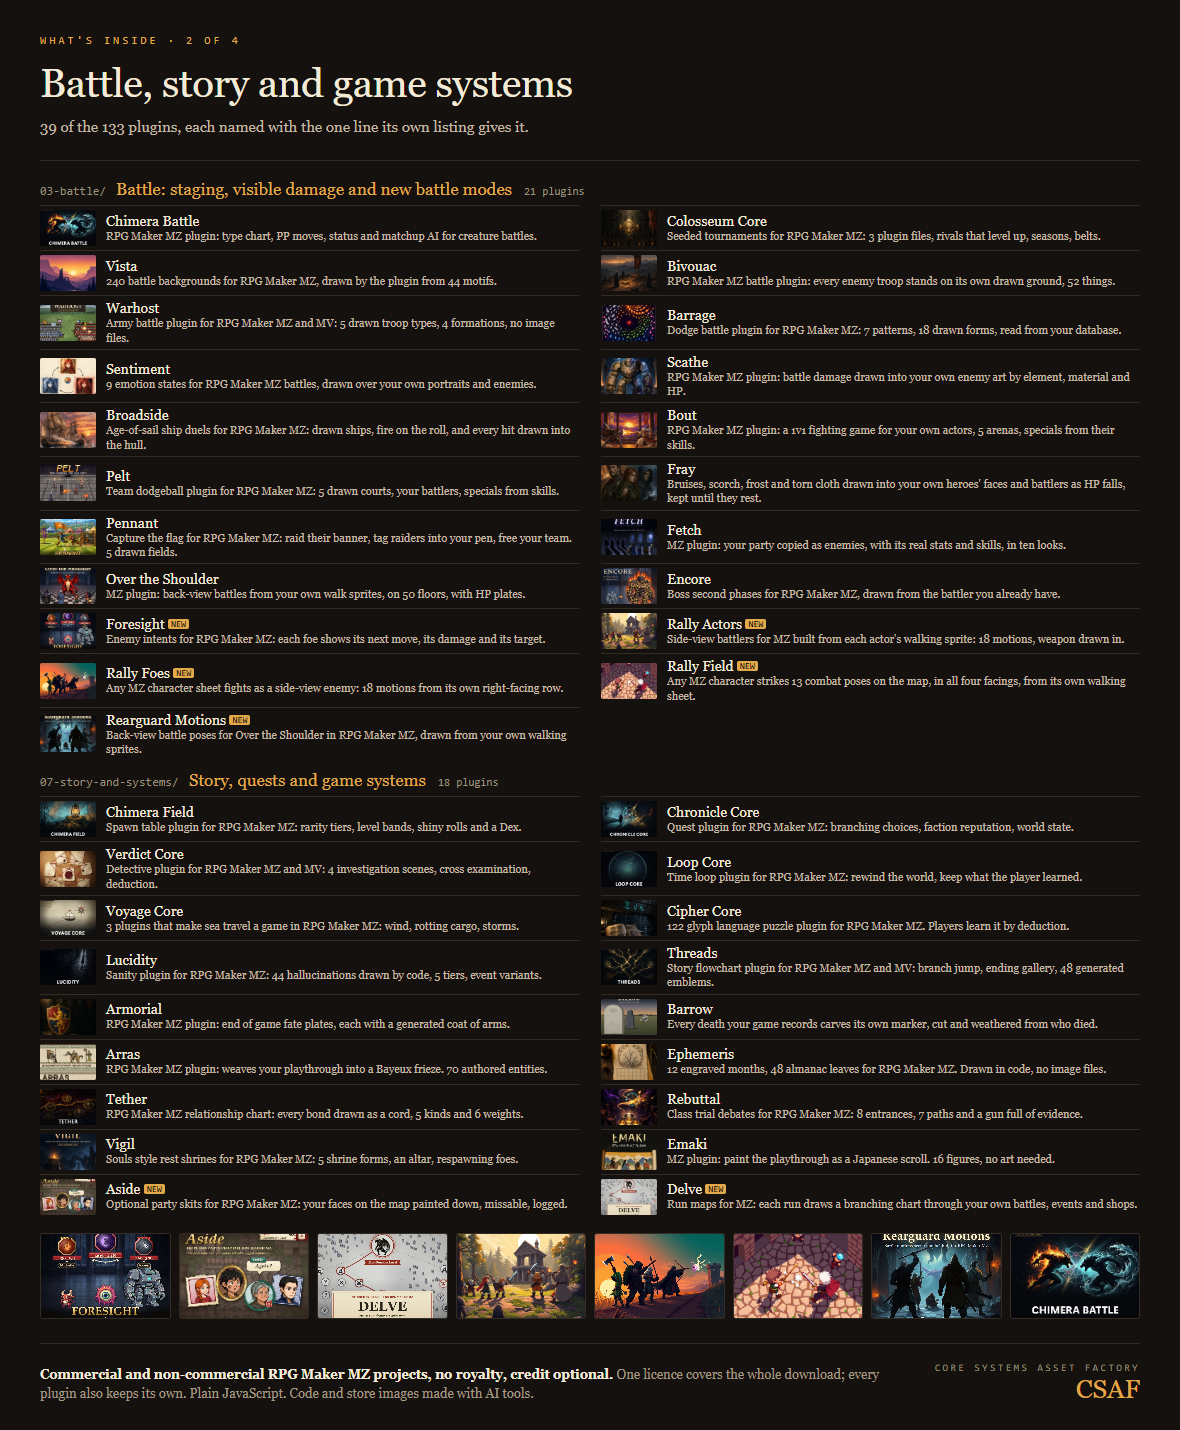 WHAT'S INSIDE · 2 OF 4
Battle, story and game systems
39 of the 133 plugins, each named with the one line its own listing gives it.
03-battle/ Battle: staging, visible damage and new battle modes 21 plugins
CHIMERA BATTLE
Chimera Battle
RPG Maker MZ plugin: type chart, PP moves, status and matchup AI for creature battles.
Colosseum Core
Seeded tournaments for RPG Maker MZ: 3 plugin files, rivals that level up, seasons, belts.
Vista
240 battle backgrounds for RPG Maker MZ, drawn by the plugin from 44 motifs.
Bivouac
RPG Maker MZ battle plugin: every enemy troop stands on its own drawn ground, 52 things.
WARHOST
Warhost
Army battle plugin for RPG Maker MZ and MV: 5 drawn troop types, 4 formations, no image
files.
Barrage
Dodge battle plugin for RPG Maker MZ: 7 patterns, 18 drawn forms, read from your database.
Sentiment
9 emotion states for RPG Maker MZ battles, drawn over your own portraits and enemies.
Scathe
RPG Maker MZ plugin: battle damage drawn into your own enemy art by element, material and
HP.
Broadside
Age-of-sail ship duels for RPG Maker MZ: drawn ships, fire on the roll, and every hit drawn into
the hull.
Bout
RPG Maker MZ plugin: a 1v1 fighting game for your own actors, 5 arenas, specials from their
skills.
PELT
Pelt
Team dodgeball plugin for RPG Maker MZ: 5 drawn courts, your battlers, specials from skills.
Fray
Bruises, scorch, frost and torn cloth drawn into your own heroes' faces and battlers as HP falls,
kept until they rest.
Pennant
Capture the flag for RPG Maker MZ: raid their banner, tag raiders into your pen, free your team.
5 drawn fields.
FETCH
Fetch
MZ plugin: your party copied as enemies, with its real stats and skills, in ten looks.
Over the Shoulder
MZ plugin: back-view battles from your own walk sprites, on 50 floors, with HP plates.
ENCORE
Encore
Boss second phases for RPG Maker MZ, drawn from the battler you already have.
FORESIGHT
Foresight NEW
Enemy intents for RPG Maker MZ: each foe shows its next move, its damage and its target.
Rally Actors NEW
Side-view battlers for MZ built from each actor's walking sprite: 18 motions, weapon drawn in.
Rally Foes NEW
Any MZ character sheet fights as a side-view enemy: 18 motions from its own right-facing row.
Rally Field NEW
Any MZ character strikes 13 combat poses on the map, in all four facings, from its own walking
sheet.
Rearguard Motions
Rearguard Motions NEW
Back-view battle poses for Over the Shoulder in RPG Maker MZ, drawn from your own walking
sprites.
07-story-and-systems/ Story, quests and game systems 18 plugins
CHIMERA FIELD
Chimera Field
Spawn table plugin for RPG Maker MZ: rarity tiers, level bands, shiny rolls and a Dex.
CHRONICLE CORE
Chronicle Core
Quest plugin for RPG Maker MZ: branching choices, faction reputation, world state.
Verdict Core
Detective plugin for RPG Maker MZ and MV: 4 investigation scenes, cross examination,
deduction.
LOOP CORE
Loop Core
Time loop plugin for RPG Maker MZ: rewind the world, keep what the player learned.
VOYAGE CORE
Voyage Core
3 plugins that make sea travel a game in RPG Maker MZ: wind, rotting cargo, storms.
Cipher Core
122 glyph language puzzle plugin for RPG Maker MZ. Players learn it by deduction.
LUCIDITY
Lucidity
Sanity plugin for RPG Maker MZ: 44 hallucinations drawn by code, 5 tiers, event variants.
THREADS
Threads
Story flowchart plugin for RPG Maker MZ and MV: branch jump, ending gallery, 48 generated
emblems.
Armorial
RPG Maker MZ plugin: end of game fate plates, each with a generated coat of arms.
Barrow
Every death your game records carves its own marker, cut and weathered from who died.
ARRAS
Arras
RPG Maker MZ plugin: weaves your playthrough into a Bayeux frieze. 70 authored entities.
Ephemeris
12 engraved months, 48 almanac leaves for RPG Maker MZ. Drawn in code, no image files.
TETHER
Tether
RPG Maker MZ relationship chart: every bond drawn as a cord, 5 kinds and 6 weights.
Rebuttal
Class trial debates for RPG Maker MZ: 8 entrances, 7 paths and a gun full of evidence.
VIGIL
Vigil
Souls style rest shrines for RPG Maker MZ: 5 shrine forms, an altar, respawning foes.
EMAKI
Emaki
MZ plugin: paint the playthrough as a Japanese scroll. 16 figures, no art needed.
Aside
Aside NEW
Optional party skits for RPG Maker MZ: your faces on the map painted down, missable, logged.
DELVE
Delve NEW
Run maps for MZ: each run draws a branching chart through your own battles, events and shops.
FORESIGHT
Aside
Again?
DELVE
Rearguard Motions
CHIMERA BATTLE
Commercial and non-commercial RPG Maker MZ projects, no royalty, credit optional. One licence covers the whole download; every
plugin also keeps its own. Plain JavaScript. Code and store images made with AI tools.
CORE SYSTEMS ASSET FACTORY
CSAF